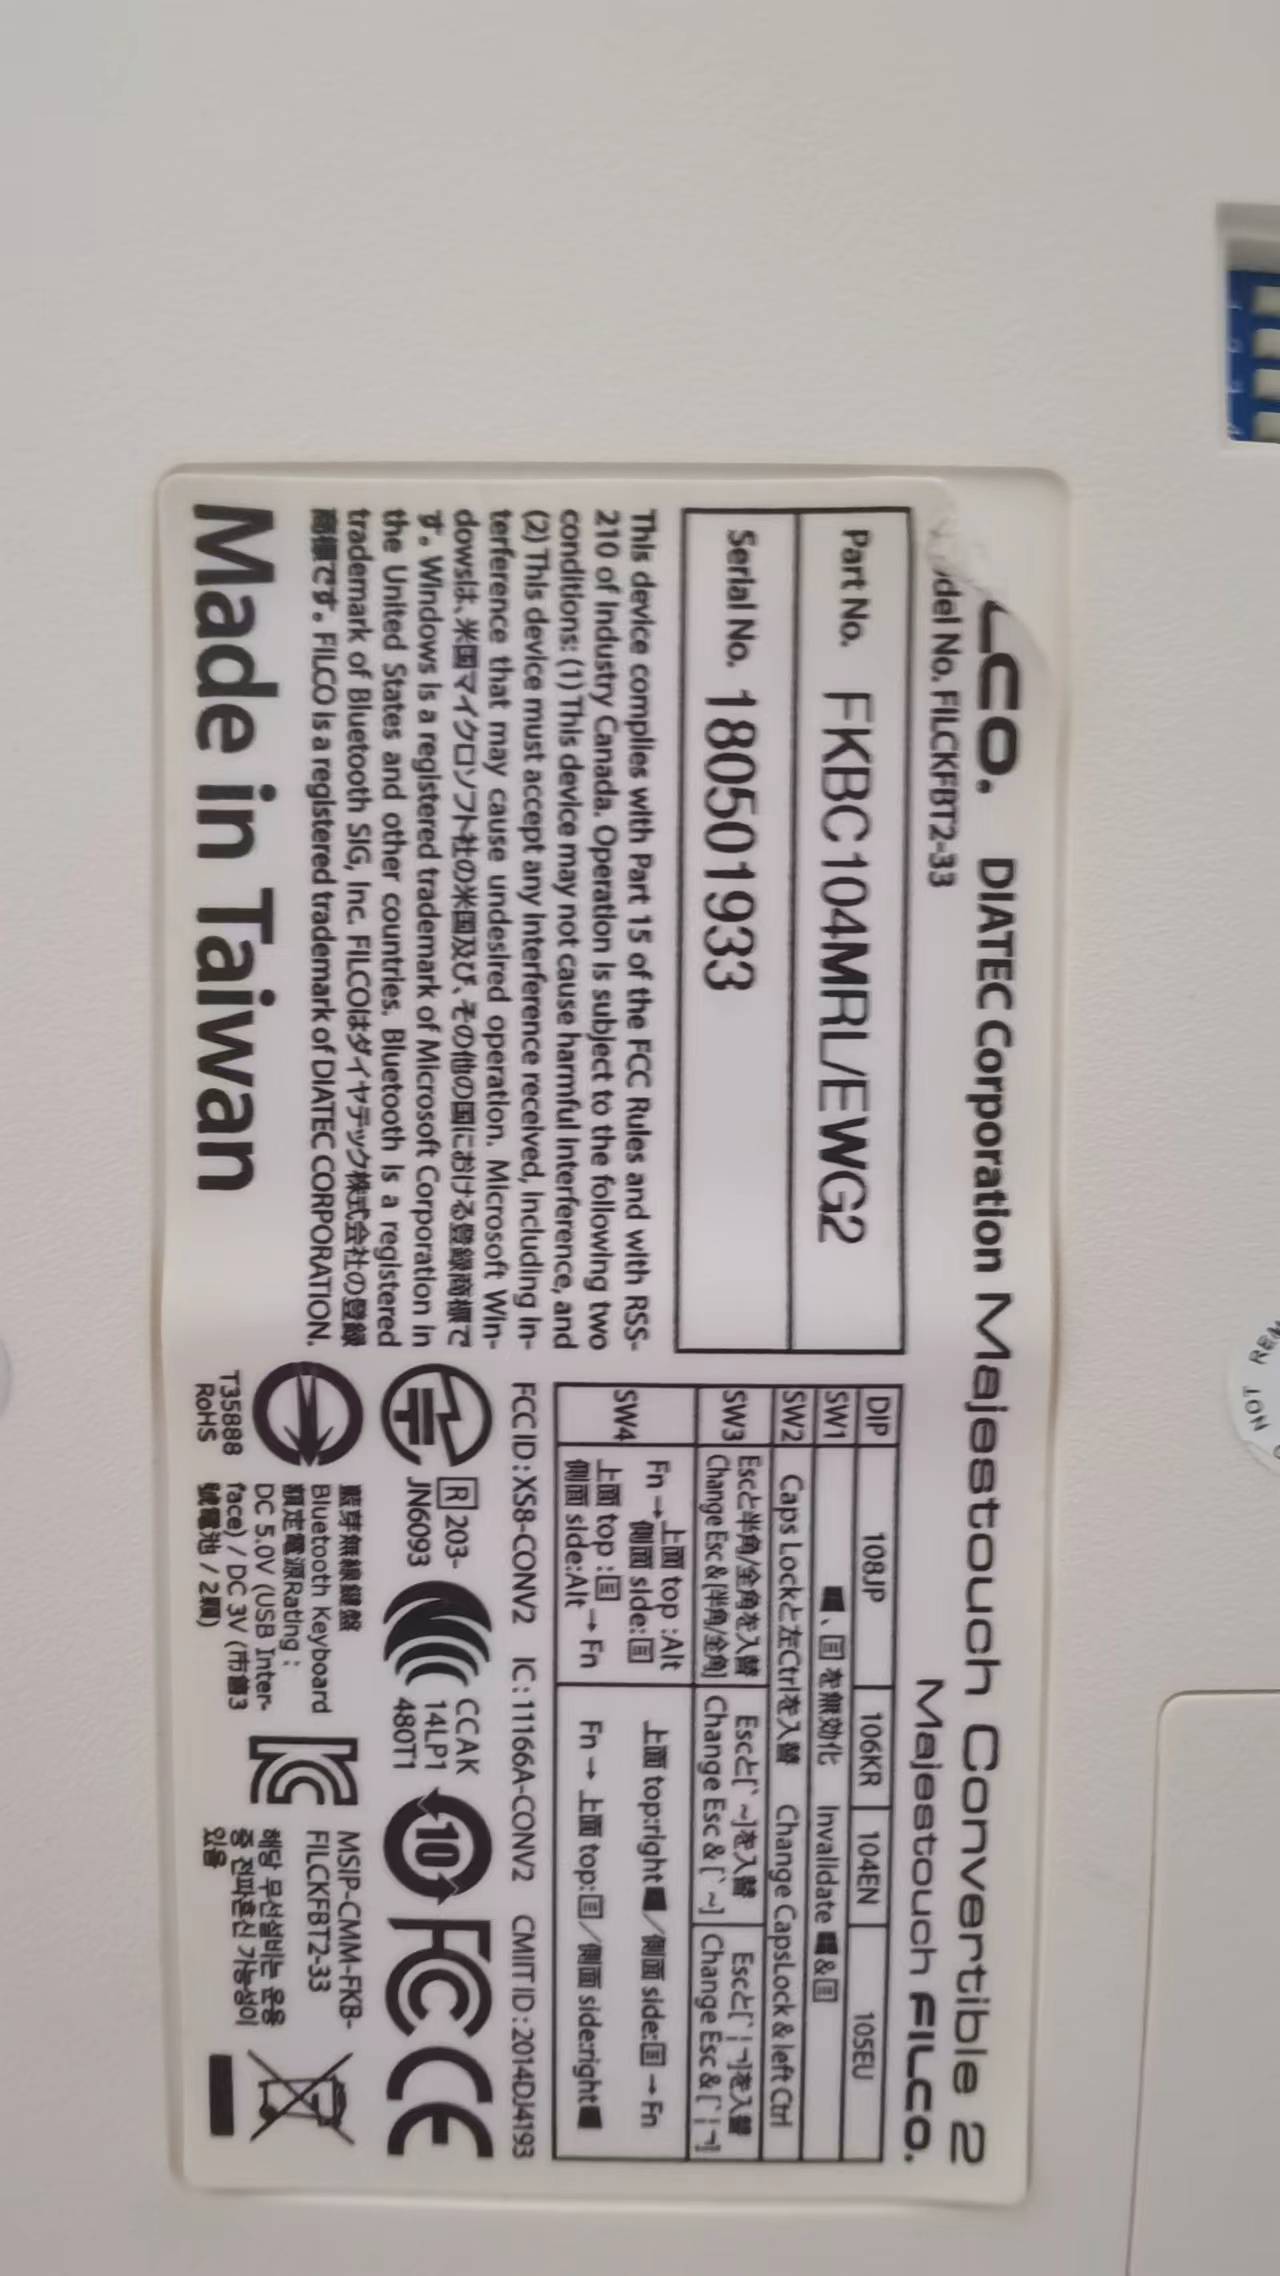 NOT REM
LCO. DIATEC Corporation Majestouch Convertible 2
del No. FILCKFBT2-33
Majestouch FILCO.
Part No. FKBC104MRL/EWG2
Serial No. 180501933
This device complies with Part 15 of the FCC Rules and with RSS-
210 of Industry Canada. Operation is subject to the following two
conditions: (1) This device may not cause harmful interference, and
(2) This device must accept any interference received, including in-
terference that may cause undesired operation. Microsoft Win-
dowsは、米国マイクロソフト社の米国及び、その他の国における登録商標で
す。Windows is a registered trademark of Microsoft Corporation in
the United States and other countries. Bluetooth is a registered
trademark of Bluetooth SIG, Inc. FILCOはダイヤテック株式会社の登録
商標です。FILCO is a registered trademark of DIATEC CORPORATION.
Made in Taiwan
DIP 108JP 106KR 104EN 105EU
SW1 、を無効化 Invalidate &
SW2 Caps Lockと左Ctrlを入替 Change CapsLock & left Ctrl
SW3 Escと半角/全角を入替 Escと[` ~]を入替 Escと[` ¦ ¬]を入替
Change Esc & [半角/全角] Change Esc & [` ~] Change Esc & [` ¦ ¬]
SW4 Fn → 上面 top :Alt
側面 side:
上面 top : → Fn
側面 side:Alt
上面 top:right / 側面 side: → Fn
Fn → 上面 top: / 側面 side:right
FCC ID : XS8-CONV2 IC : 11166A-CONV2 CMIIT ID : 2014DJ4193
R 203-
JN6093
CCAK
14LP1
480T1
10
FC CE
T35888
RoHS
藍芽無線鍵盤
Bluetooth Keyboard
額定電源Rating :
DC 5.0V (USB Inter-
face) / DC 3V (市售3
號電池 / 2顆)
MSIP-CMM-FKB-
FILCKFBT2-33
해당 무선설비는 운용
중 전파혼신 가능성이
있음